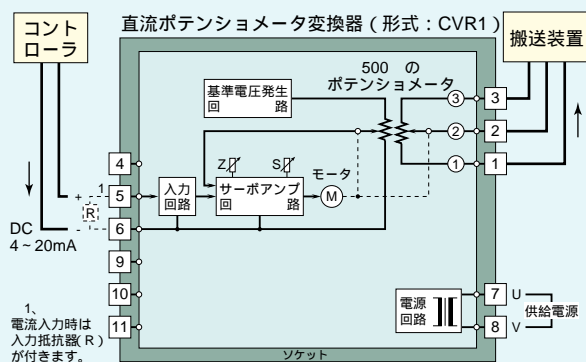 直流ポテンショメータ変換器（形式：CVR1）
コント
ローラ
搬送装置
500　の
ポテンショメータ
基準電圧発生
回　路
3
2
1
3
2
1
4
5
6
9
10
11
Z
S
モータ
M
入力
回路
サーボアンプ
回　路
1
+
R
-
DC
4～20mA
電源
回路
7
8
U
V
供給電源
1、
電流入力時は
入力抵抗器(R)
が付きます。
ソケット